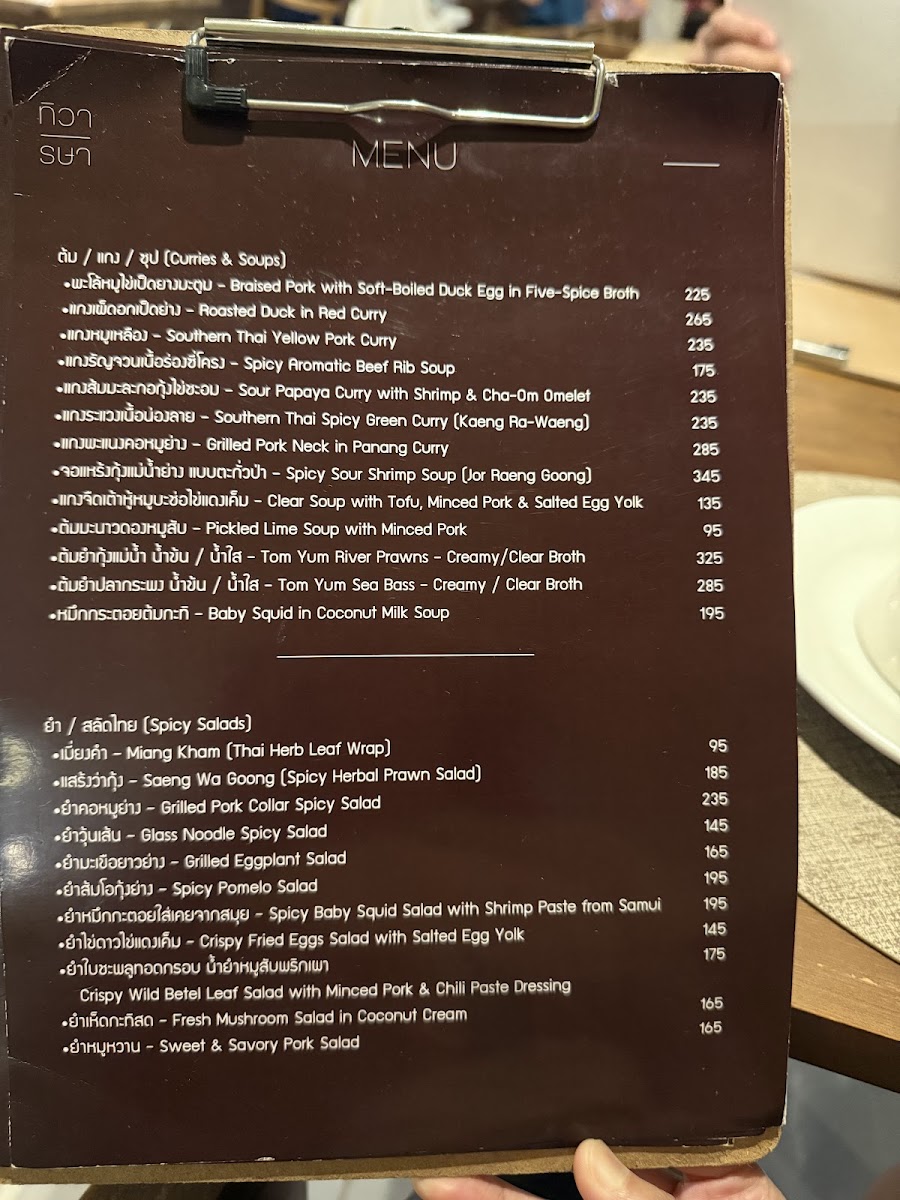 ทิวา
รษา
MENU
ต้ม / แกง / ซุป (Curries & Soups)
•พะโล้หมูไข่เป็ดยางมะตูม - Braised Pork with Soft-Boiled Duck Egg in Five-Spice Broth 225
•แกงเผ็ดอกเป็ดย่าง - Roasted Duck in Red Curry 265
•แกงหมูเหลือง - Southern Thai Yellow Pork Curry 235
•แกงรัญจวนเนื้อร่องซี่โครง - Spicy Aromatic Beef Rib Soup 175
•แกงส้มมะละกอกุ้งไข่ชะอม - Sour Papaya Curry with Shrimp & Cha-Om Omelet 235
•แกงระแวงเนื้อน่องลาย - Southern Thai Spicy Green Curry (Kaeng Ra-Waeng) 235
•แกงพะแนงคอหมูย่าง - Grilled Pork Neck in Panang Curry 285
•จอแหร้งกุ้งแม่น้ำย่าง แบบตะกั่วป่า - Spicy Sour Shrimp Soup (Jor Raeng Goong) 345
•แกงจืดเต้าหู้หมูบะช่อไข่แดงเค็ม - Clear Soup with Tofu, Minced Pork & Salted Egg Yolk 135
•ต้มมะนาวดองหมูสับ - Pickled Lime Soup with Minced Pork 95
•ต้มยำกุ้งแม่น้ำ น้ำข้น / น้ำใส - Tom Yum River Prawns - Creamy/Clear Broth 325
•ต้มยำปลากระพง น้ำข้น / น้ำใส - Tom Yum Sea Bass - Creamy / Clear Broth 285
•หมึกกระตอยต้มกะทิ - Baby Squid in Coconut Milk Soup 195
ยำ / สลัดไทย (Spicy Salads)
•เมี่ยงคำ - Miang Kham (Thai Herb Leaf Wrap) 95
•แสร้งว่ากุ้ง - Saeng Wa Goong (Spicy Herbal Prawn Salad) 185
•ยำคอหมูย่าง - Grilled Pork Collar Spicy Salad 235
•ยำวุ้นเส้น - Glass Noodle Spicy Salad 145
•ยำมะเขือยาวย่าง - Grilled Eggplant Salad 165
•ยำส้มโอกุ้งย่าง - Spicy Pomelo Salad 195
•ยำหมึกกะตอยใส่เคยจากสมุย - Spicy Baby Squid Salad with Shrimp Paste from Samui 195
•ยำไข่ดาวไข่แดงเค็ม - Crispy Fried Eggs Salad with Salted Egg Yolk 145
•ยำใบชะพลูทอดกรอบ น้ำยำหมูสับพริกเผา 175
Crispy Wild Betel Leaf Salad with Minced Pork & Chili Paste Dressing
•ยำเห็ดกะทิสด - Fresh Mushroom Salad in Coconut Cream 165
•ยำหมูหวาน - Sweet & Savory Pork Salad 165